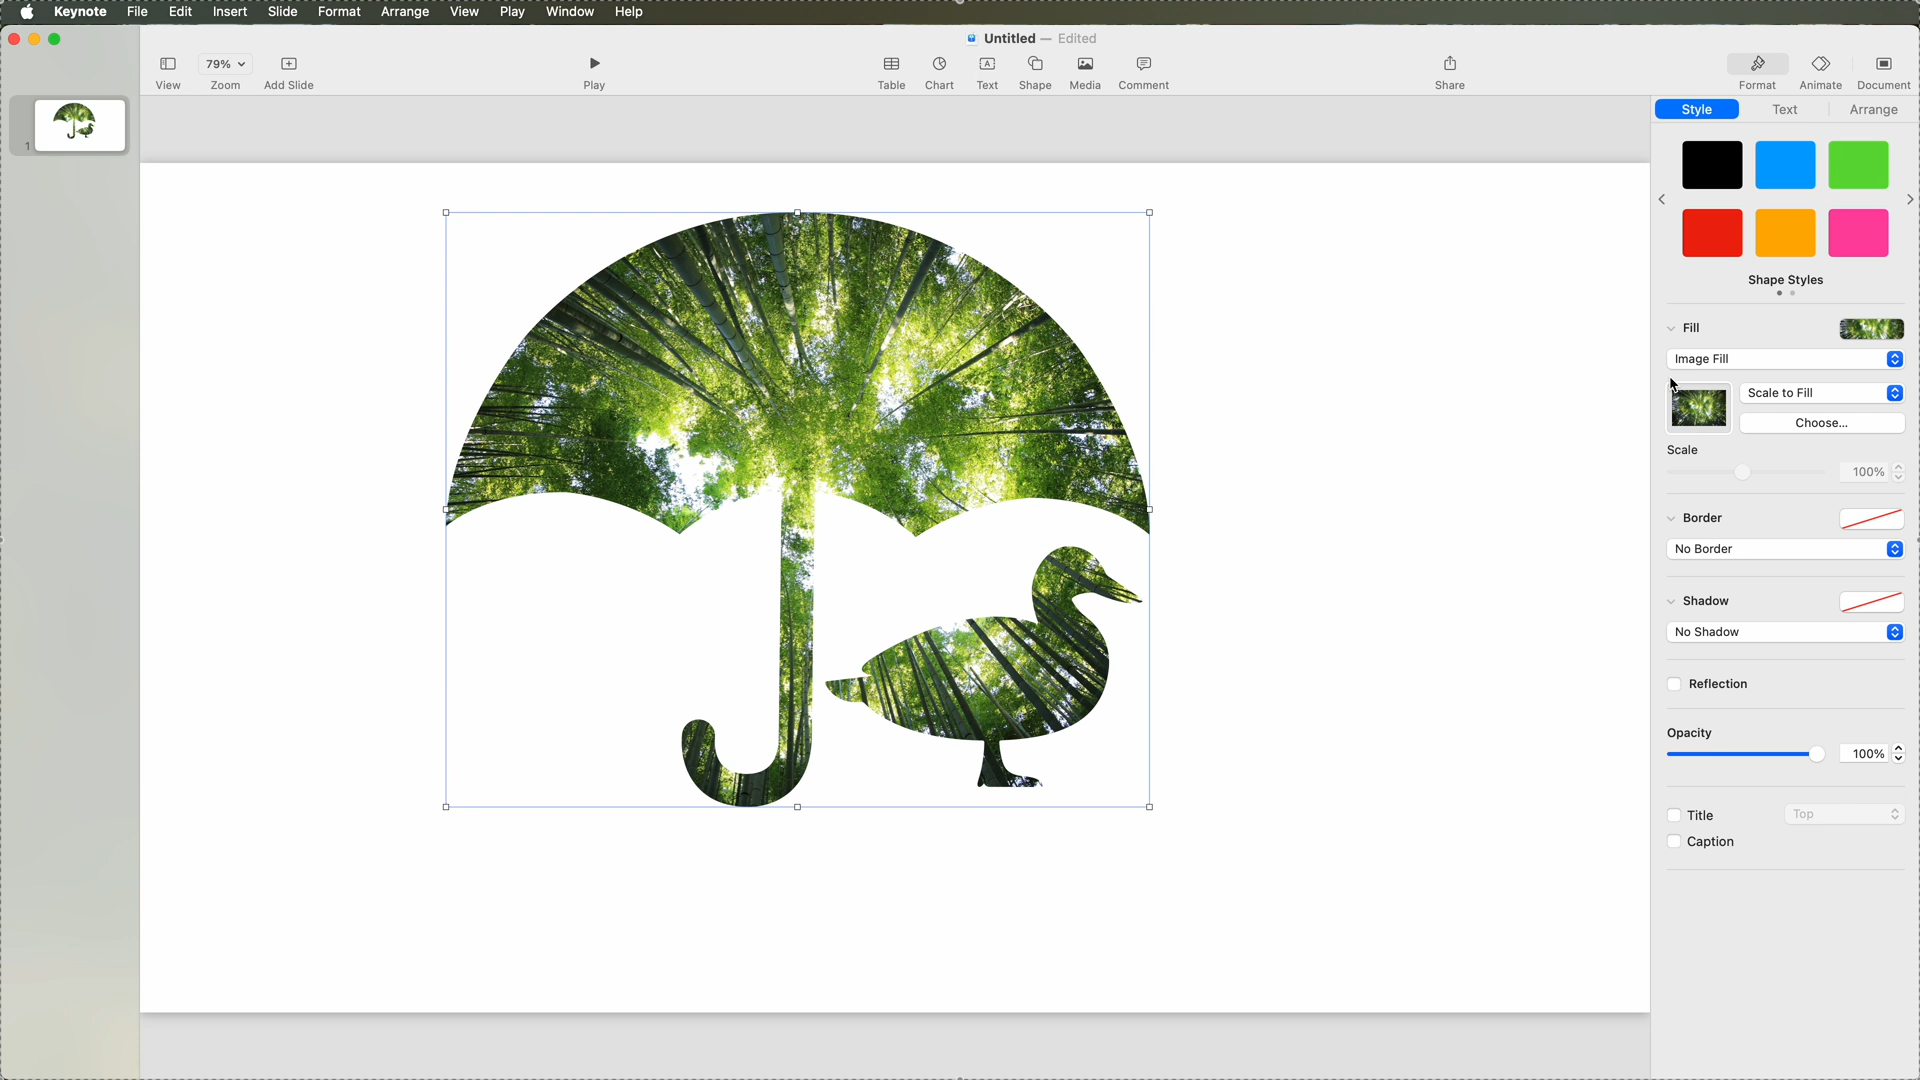 Keynote File Edit Insert Slide Format Arrange View Play Window Help
Untitled — Edited
79%
View Zoom Add Slide Play Table Chart Text Shape Media Comment Share Format Animate Document
Style Text Arrange
1
Shape Styles
Fill
Image Fill
Scale to Fill
Choose...
Scale
100%
Border
No Border
Shadow
No Shadow
Reflection
Opacity
100%
Title Top
Caption